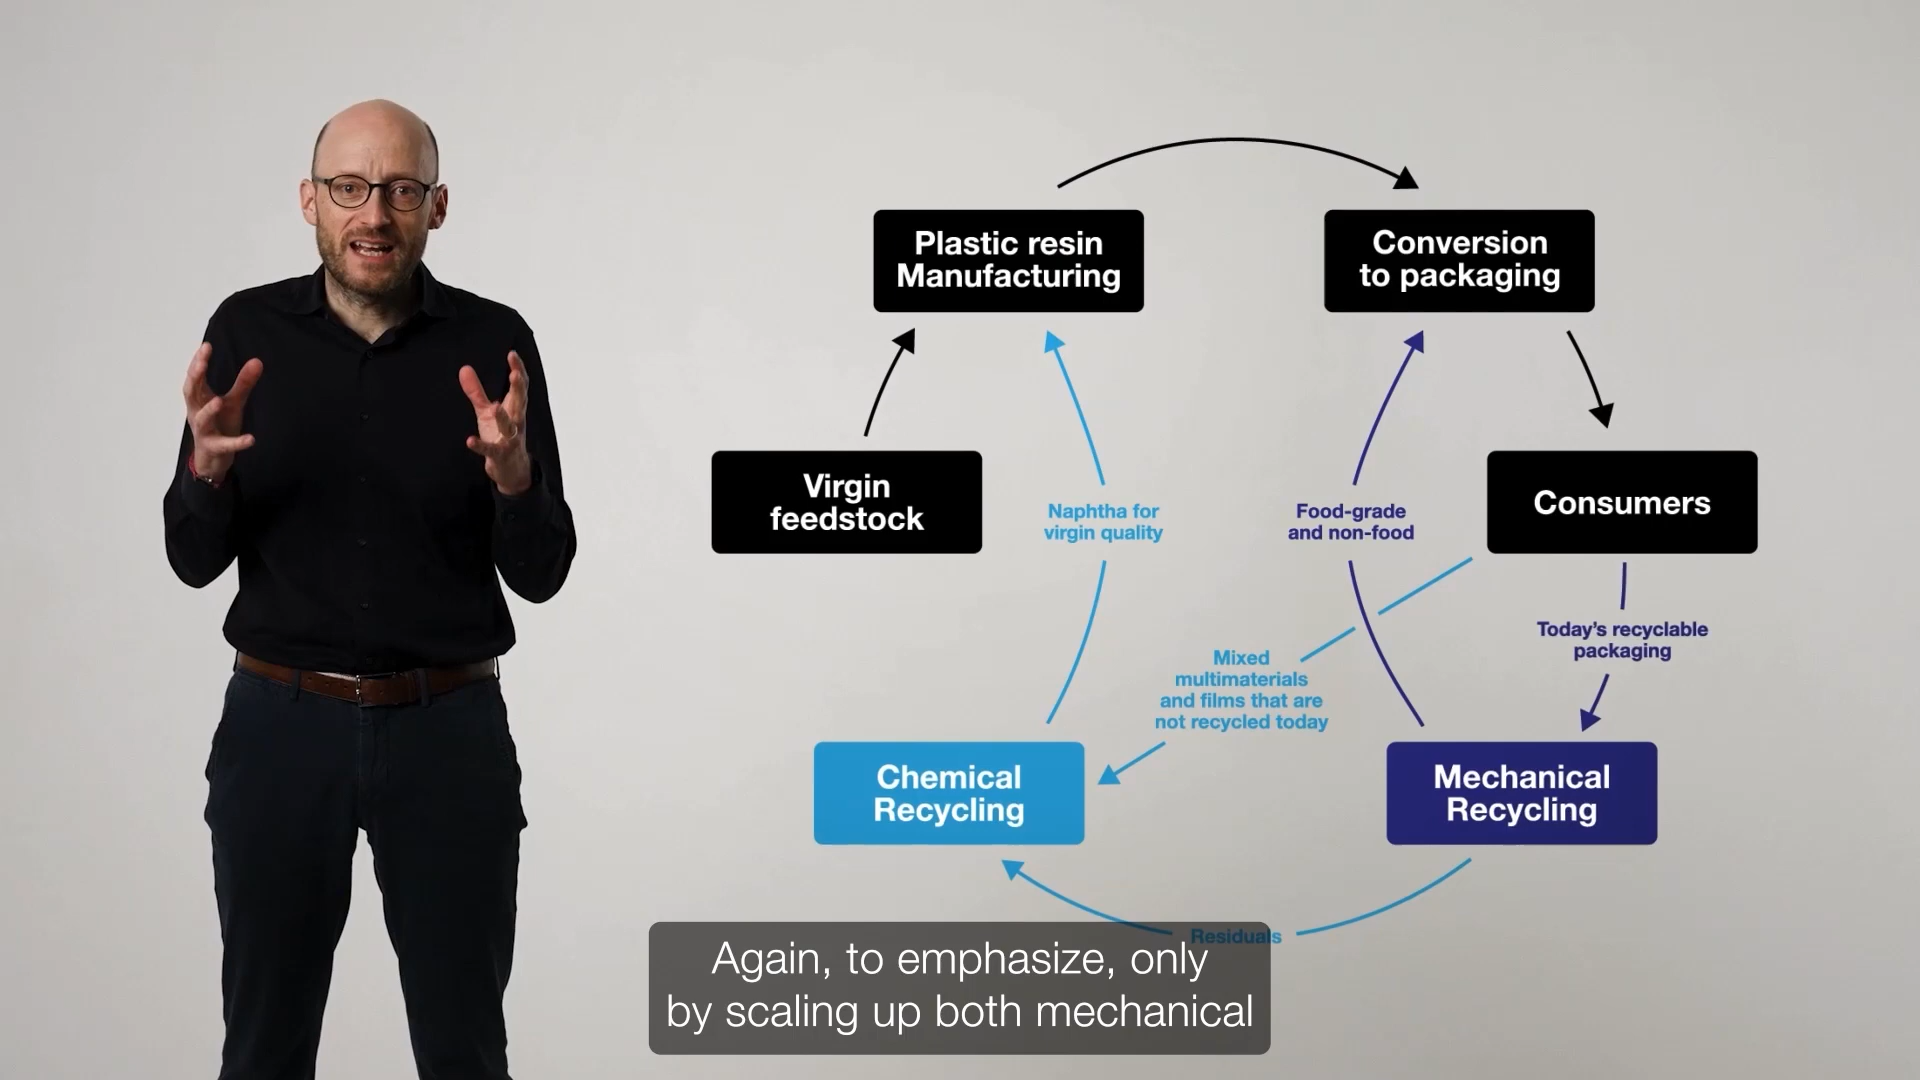 Plastic resin
Manufacturing
Conversion
to packaging
Virgin
feedstock
Naphtha for
virgin quality
Food-grade
and non-food
Consumers
Today's recyclable
packaging
Mixed
multimaterials
and films that are
not recycled today
Chemical
Recycling
Mechanical
Recycling
Residuals
Again, to emphasize, only
by scaling up both mechanical